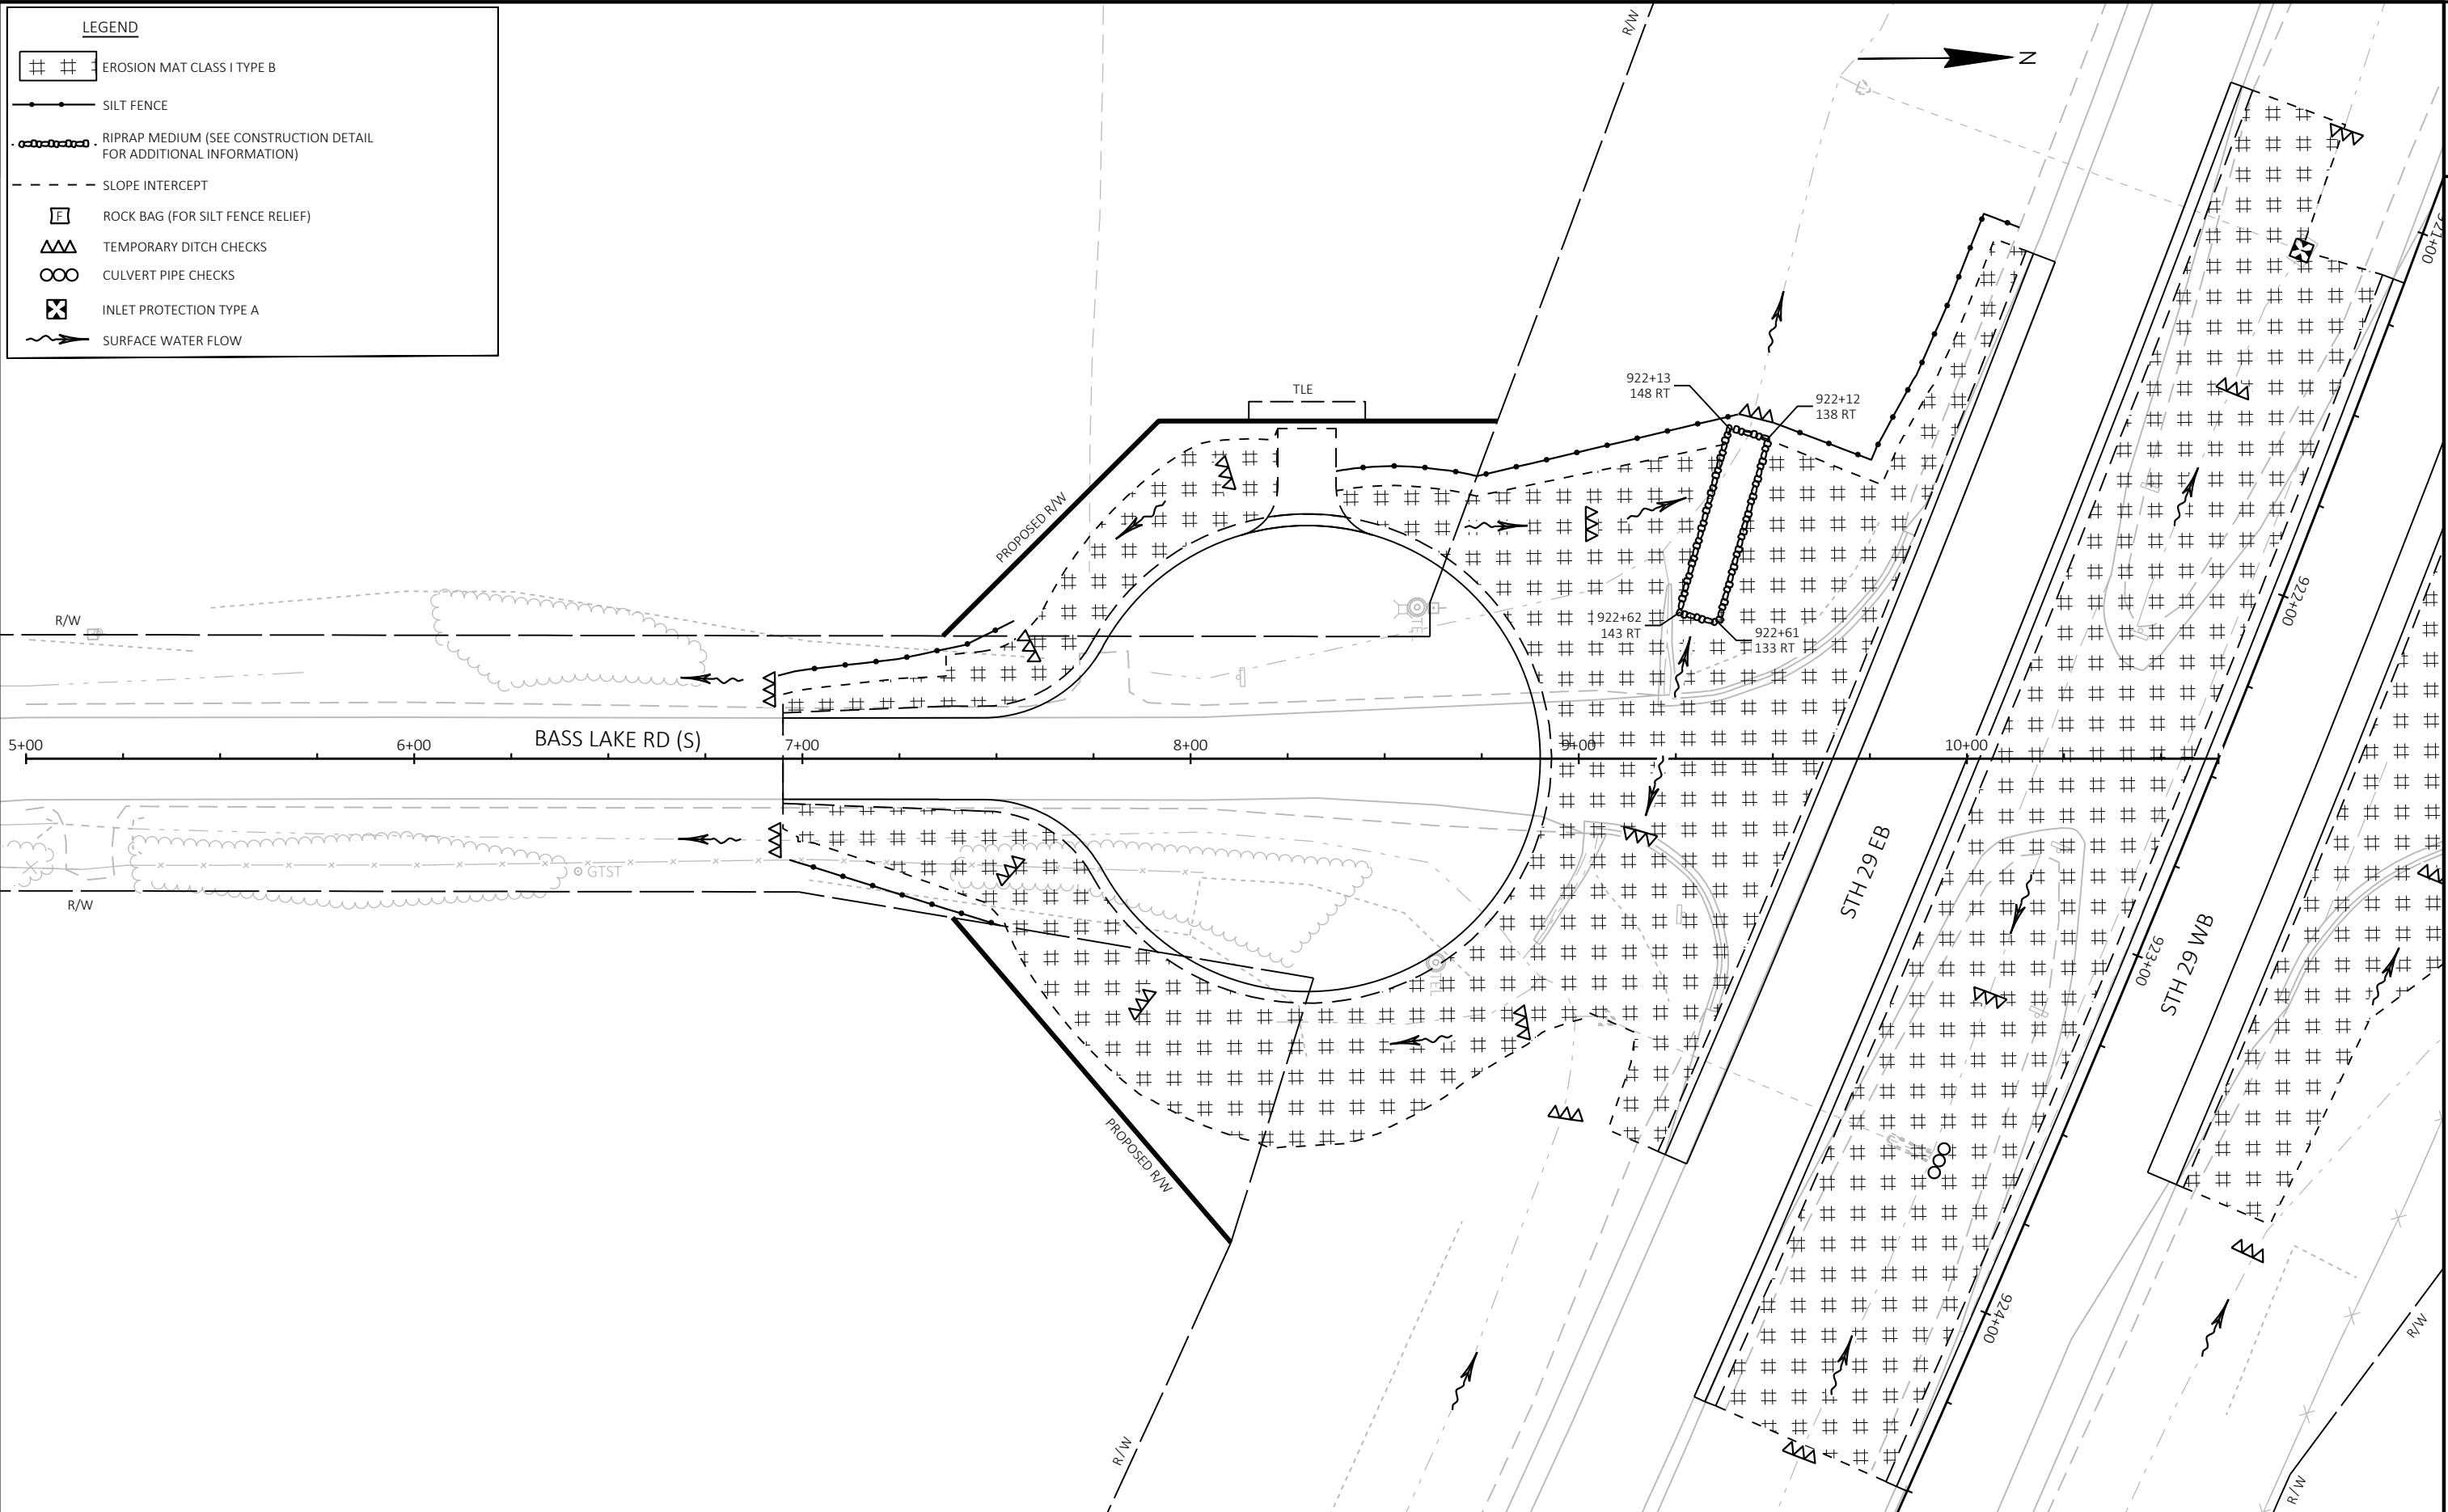 LEGEND
EROSION MAT CLASS I TYPE B
SILT FENCE
RIPRAP MEDIUM (SEE CONSTRUCTION DETAIL
FOR ADDITIONAL INFORMATION)
SLOPE INTERCEPT
F
ROCK BAG (FOR SILT FENCE RELIEF)
TEMPORARY DITCH CHECKS
CULVERT PIPE CHECKS
INLET PROTECTION TYPE A
SURFACE WATER FLOW
R/W
N
921+00
TLE
922+13
148 RT
922+12
138 RT
PROPOSED R/W
R/W
922+62
143 RT
922+61
133 RT
TEL
922+00
5+00
6+00
BASS LAKE RD (S)
7+00
8+00
9+00
10+00
GTST
R/W
STH 29 EB
STH 29 WB
923+00
TEL
PROPOSED R/W
924+00
R/W
R/W
R/W